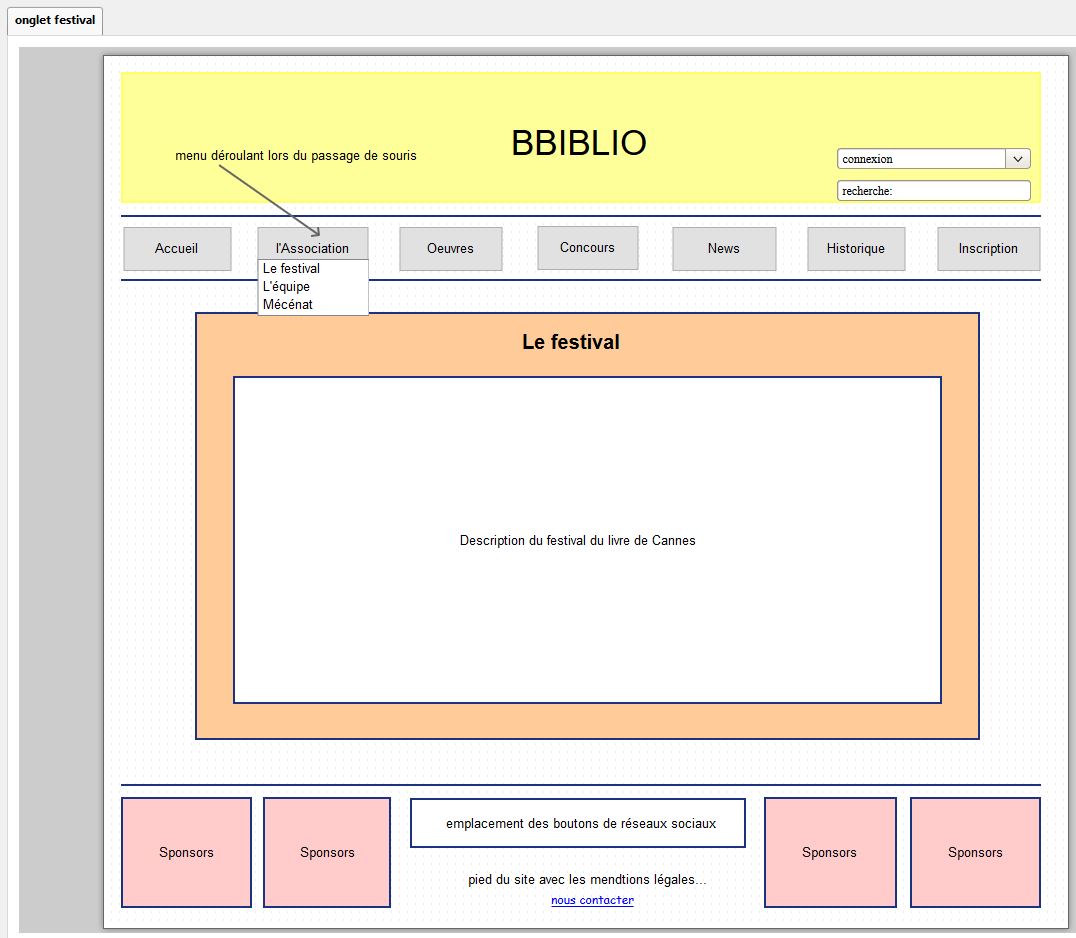 onglet festival
BBIBLIO
menu déroulant lors du passage de souris
connexion
recherche:
Accueil
l'Association
Oeuvres
Concours
News
Historique
Inscription
Le festival
L'équipe
Mécénat
Le festival
Description du festival du livre de Cannes
Sponsors
Sponsors
emplacement des boutons de réseaux sociaux
Sponsors
Sponsors
pied du site avec les mendtions légales...
nous contacter